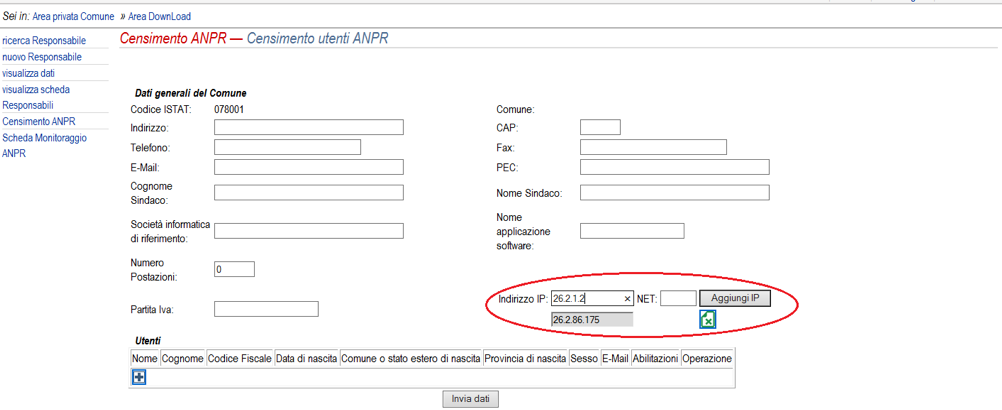 Sei in: Area privata Comune » Area DownLoad
ricerca Responsabile
nuovo Responsabile
visualizza dati
visualizza scheda
Responsabili
Censimento ANPR
Scheda Monitoraggio
ANPR
Censimento ANPR — Censimento utenti ANPR
Dati generali del Comune
Codice ISTAT: 078001 Comune:
Indirizzo: CAP:
Telefono: Fax:
E-Mail: PEC:
Cognome
Sindaco: Nome Sindaco:
Società informatica
di riferimento:
Nome
applicazione
software:
Numero
Postazioni: 0
Indirizzo IP: 26.2.1.2 × NET: Aggiungi IP
26.2.86.175
Partita Iva:
Utenti
Nome Cognome Codice Fiscale Data di nascita Comune o stato estero di nascita Provincia di nascita Sesso E-Mail Abilitazioni Operazione
Invia dati